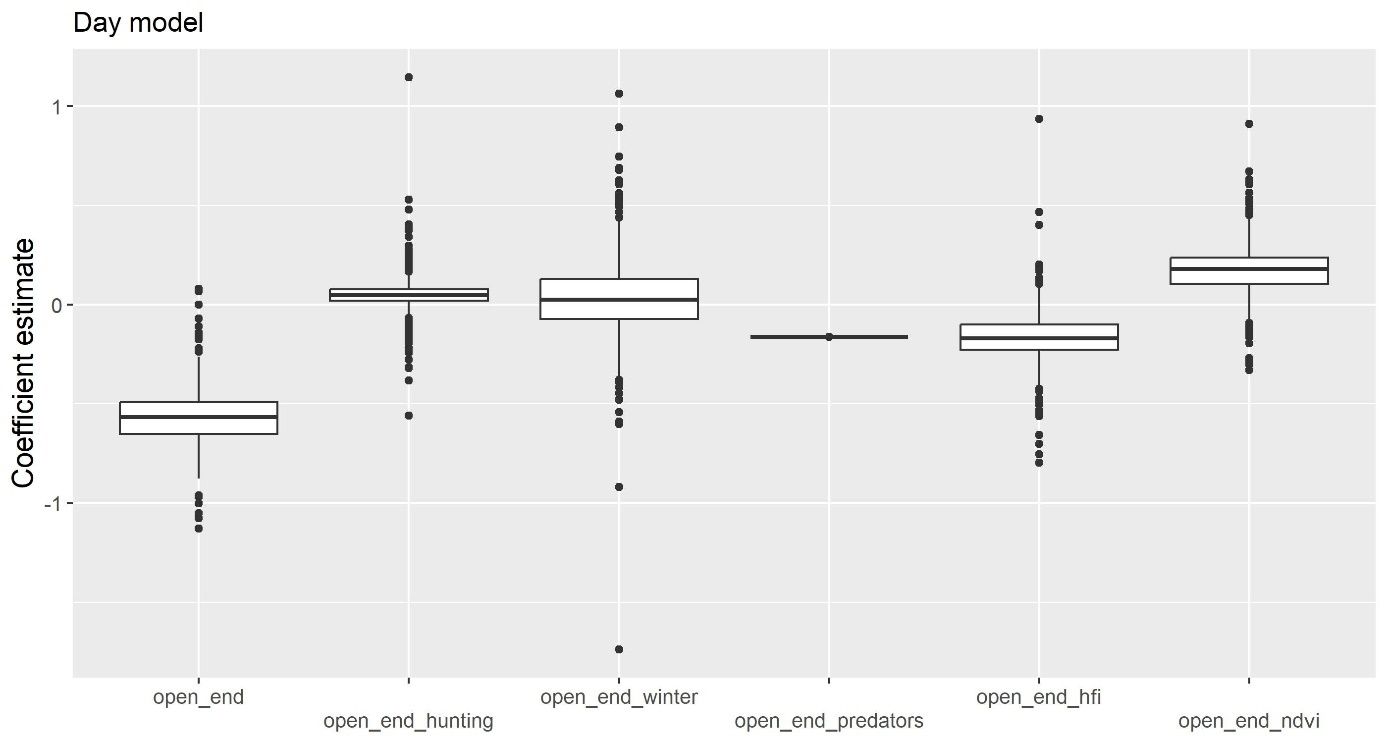 Day model
Coefficient estimate
1
0
-1
open_end
open_end_hunting
open_end_winter
open_end_predators
open_end_hfi
open_end_ndvi